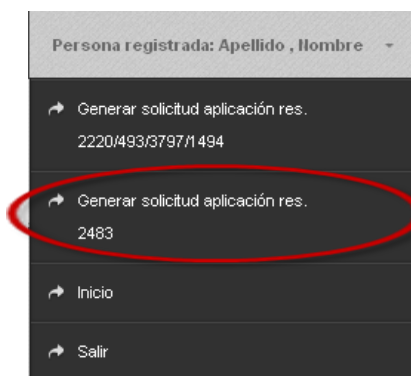 Persona registrada: Apellido , Nombre
Generar solicitud aplicación res.
2220/493/3797/1494
Generar solicitud aplicación res.
2483
Inicio
Salir